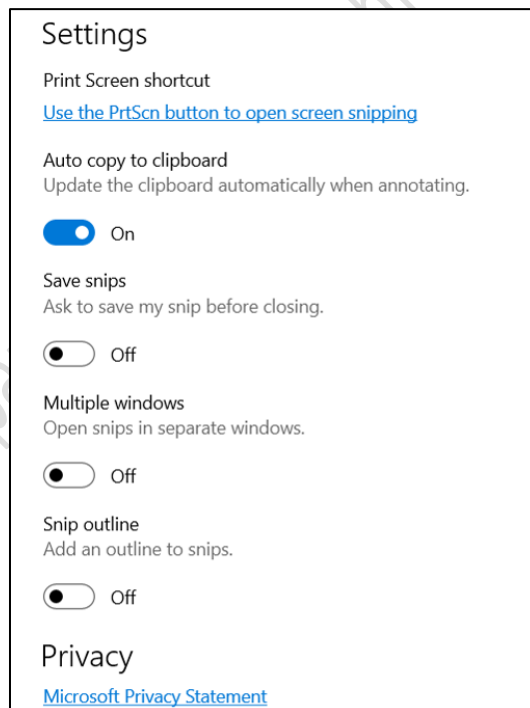 Settings
Print Screen shortcut
Use the PrtScn button to open screen snipping
Auto copy to clipboard
Update the clipboard automatically when annotating.
On
Save snips
Ask to save my snip before closing.
Off
Multiple windows
Open snips in separate windows.
Off
Snip outline
Add an outline to snips.
Off
Privacy
Microsoft Privacy Statement